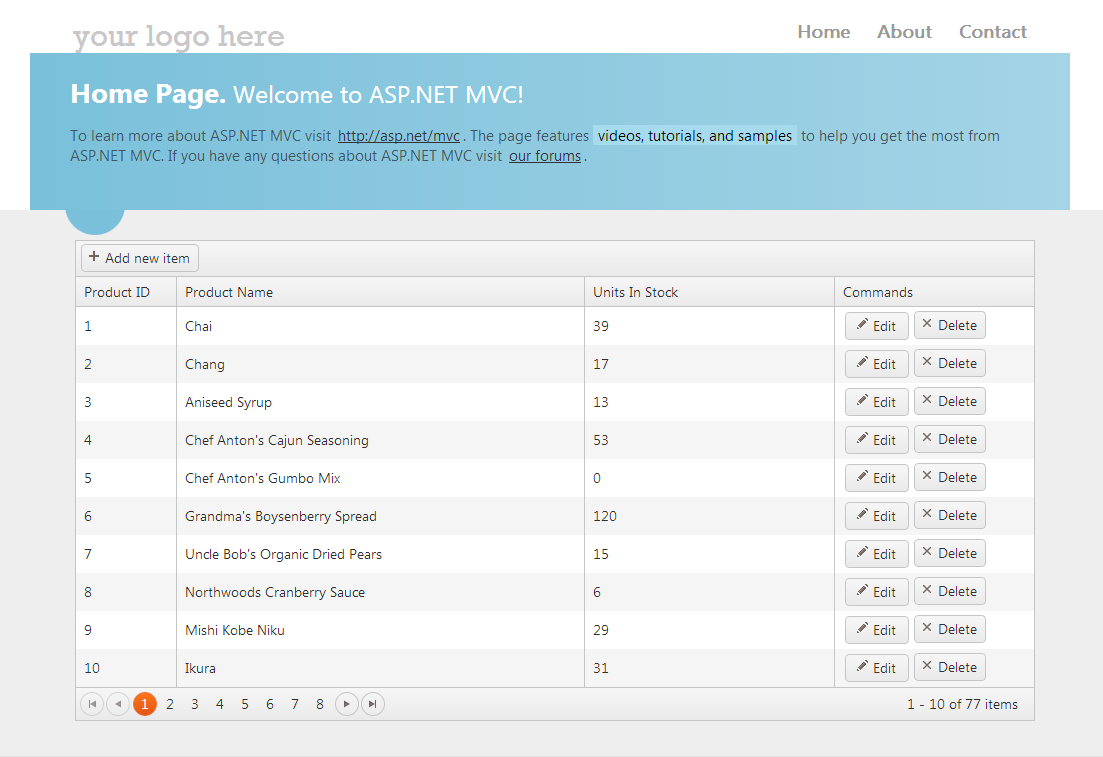 your logo here
Home About Contact
Home Page. Welcome to ASP.NET MVC!
To learn more about ASP.NET MVC visit http://asp.net/mvc . The page features videos, tutorials, and samples to help you get the most from
ASP.NET MVC. If you have any questions about ASP.NET MVC visit our forums .
+ Add new item
Product ID Product Name Units In Stock Commands
1 Chai 39 Edit Delete
2 Chang 17 Edit Delete
3 Aniseed Syrup 13 Edit Delete
4 Chef Anton's Cajun Seasoning 53 Edit Delete
5 Chef Anton's Gumbo Mix 0 Edit Delete
6 Grandma's Boysenberry Spread 120 Edit Delete
7 Uncle Bob's Organic Dried Pears 15 Edit Delete
8 Northwoods Cranberry Sauce 6 Edit Delete
9 Mishi Kobe Niku 29 Edit Delete
10 Ikura 31 Edit Delete
1 2 3 4 5 6 7 8 1 - 10 of 77 items